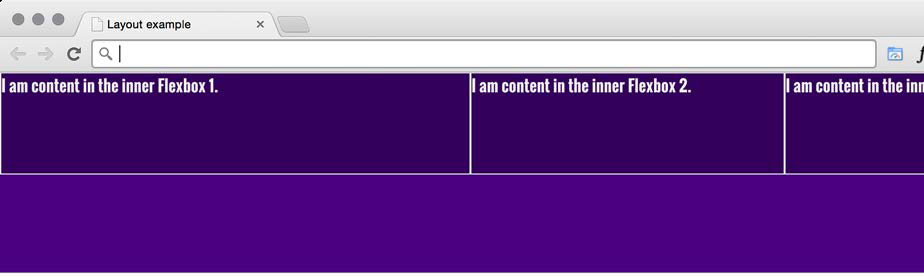 Layout example
I am content in the inner Flexbox 1.
I am content in the inner Flexbox 2.
I am content in the